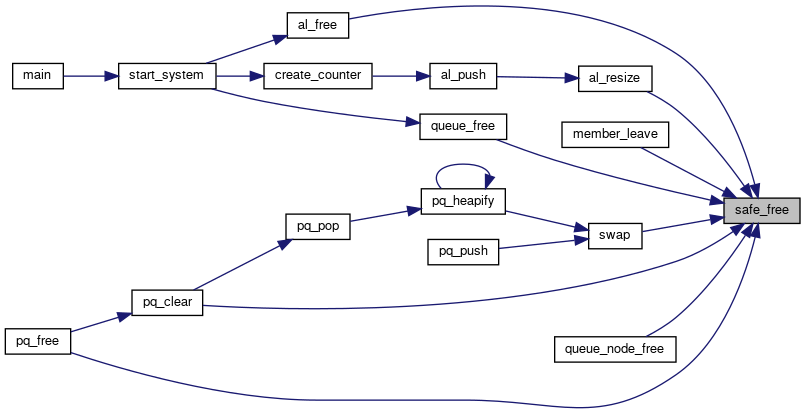 al_free
main
start_system
create_counter
al_push
al_resize
queue_free
member_leave
pq_heapify
safe_free
pq_pop
swap
pq_push
pq_clear
pq_free
queue_node_free